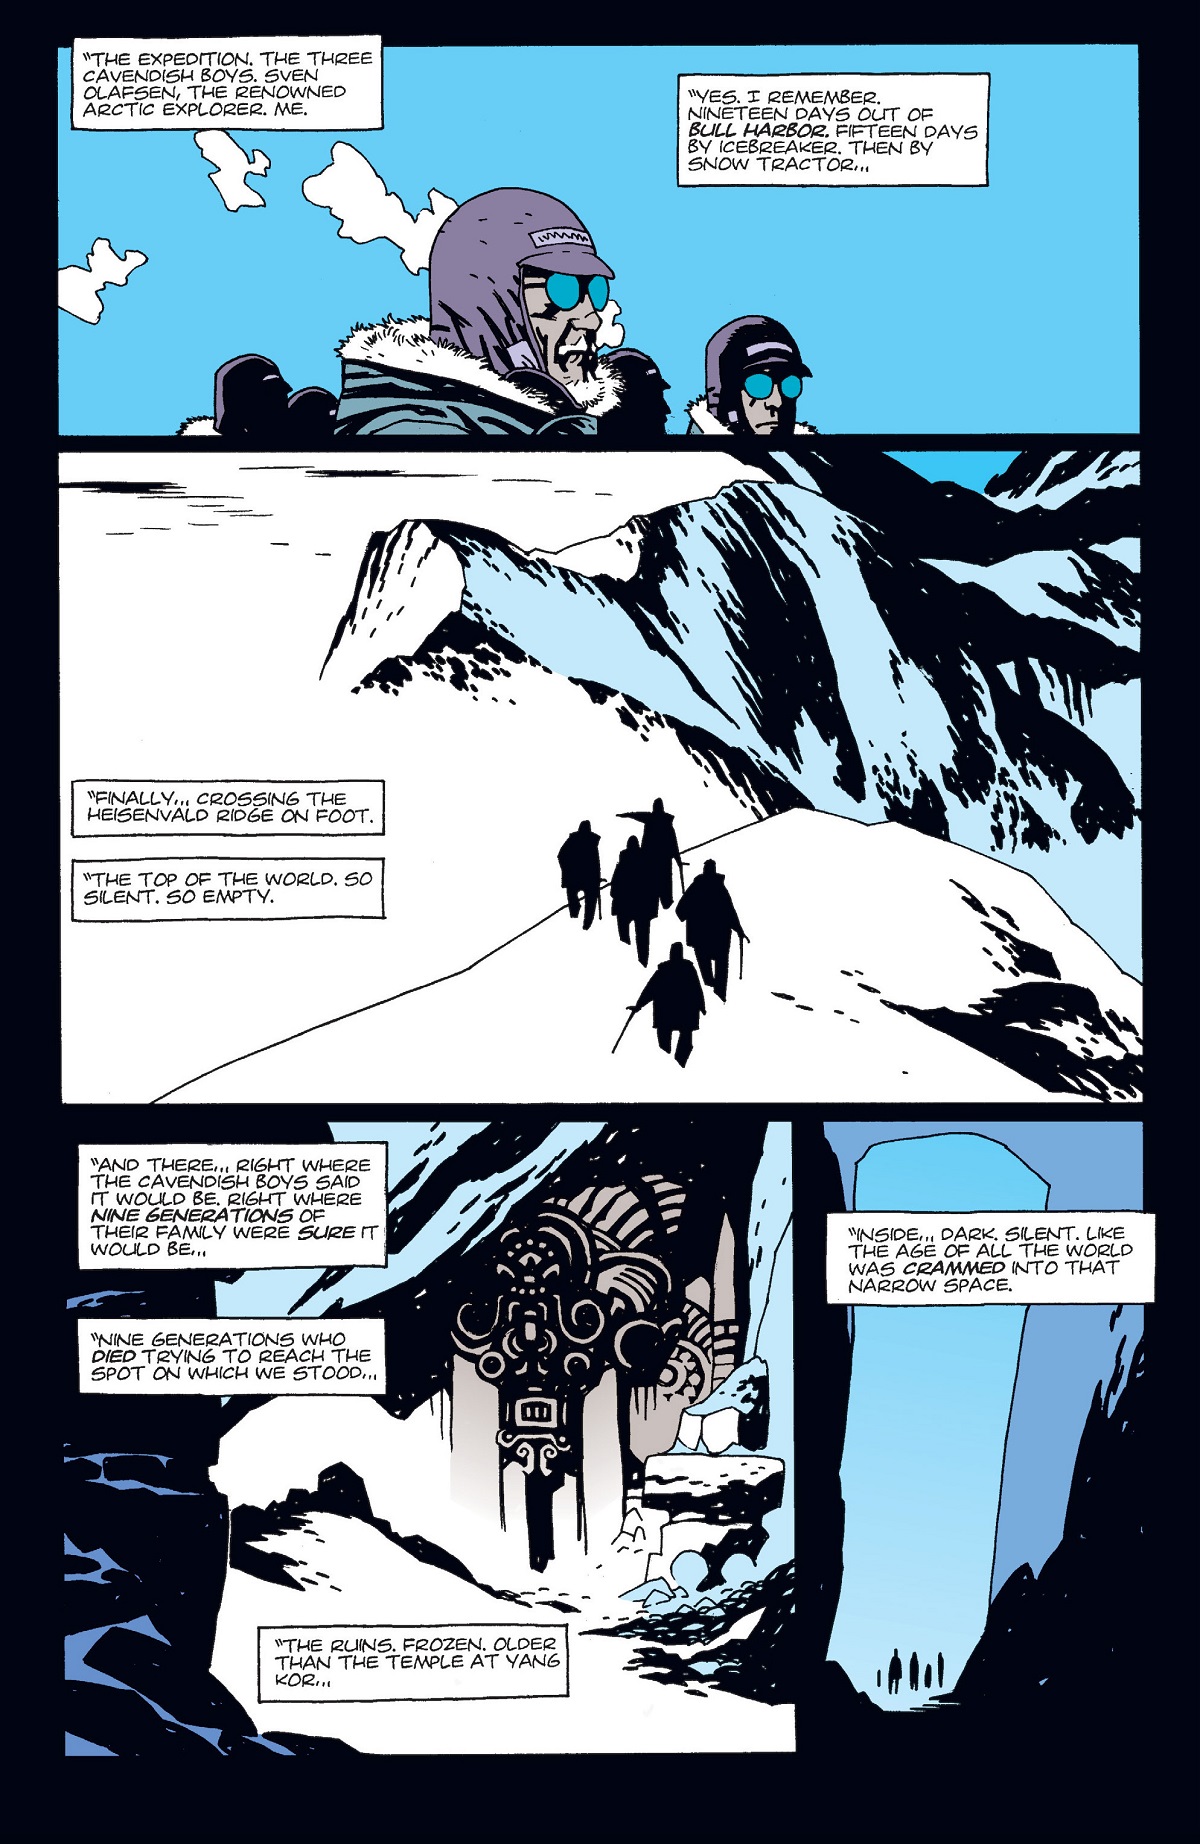 "THE EXPEDITION. THE THREE
CAVENDISH BOYS. SVEN
OLAFSEN, THE RENOWNED
ARCTIC EXPLORER. ME.
"YES. I REMEMBER.
NINETEEN DAYS OUT OF
BULL HARBOR. FIFTEEN DAYS
BY ICEBREAKER. THEN BY
SNOW TRACTOR...
"FINALLY... CROSSING THE
HEISENVALD RIDGE ON FOOT.
"THE TOP OF THE WORLD. SO
SILENT. SO EMPTY.
"AND THERE... RIGHT WHERE
THE CAVENDISH BOYS SAID
IT WOULD BE. RIGHT WHERE
NINE GENERATIONS OF
THEIR FAMILY WERE SURE IT
WOULD BE...
"NINE GENERATIONS WHO
DIED TRYING TO REACH THE
SPOT ON WHICH WE STOOD...
"THE RUINS. FROZEN. OLDER
THAN THE TEMPLE AT YANG
KOR...
"INSIDE... DARK. SILENT. LIKE
THE AGE OF ALL THE WORLD
WAS CRAMMED INTO THAT
NARROW SPACE.